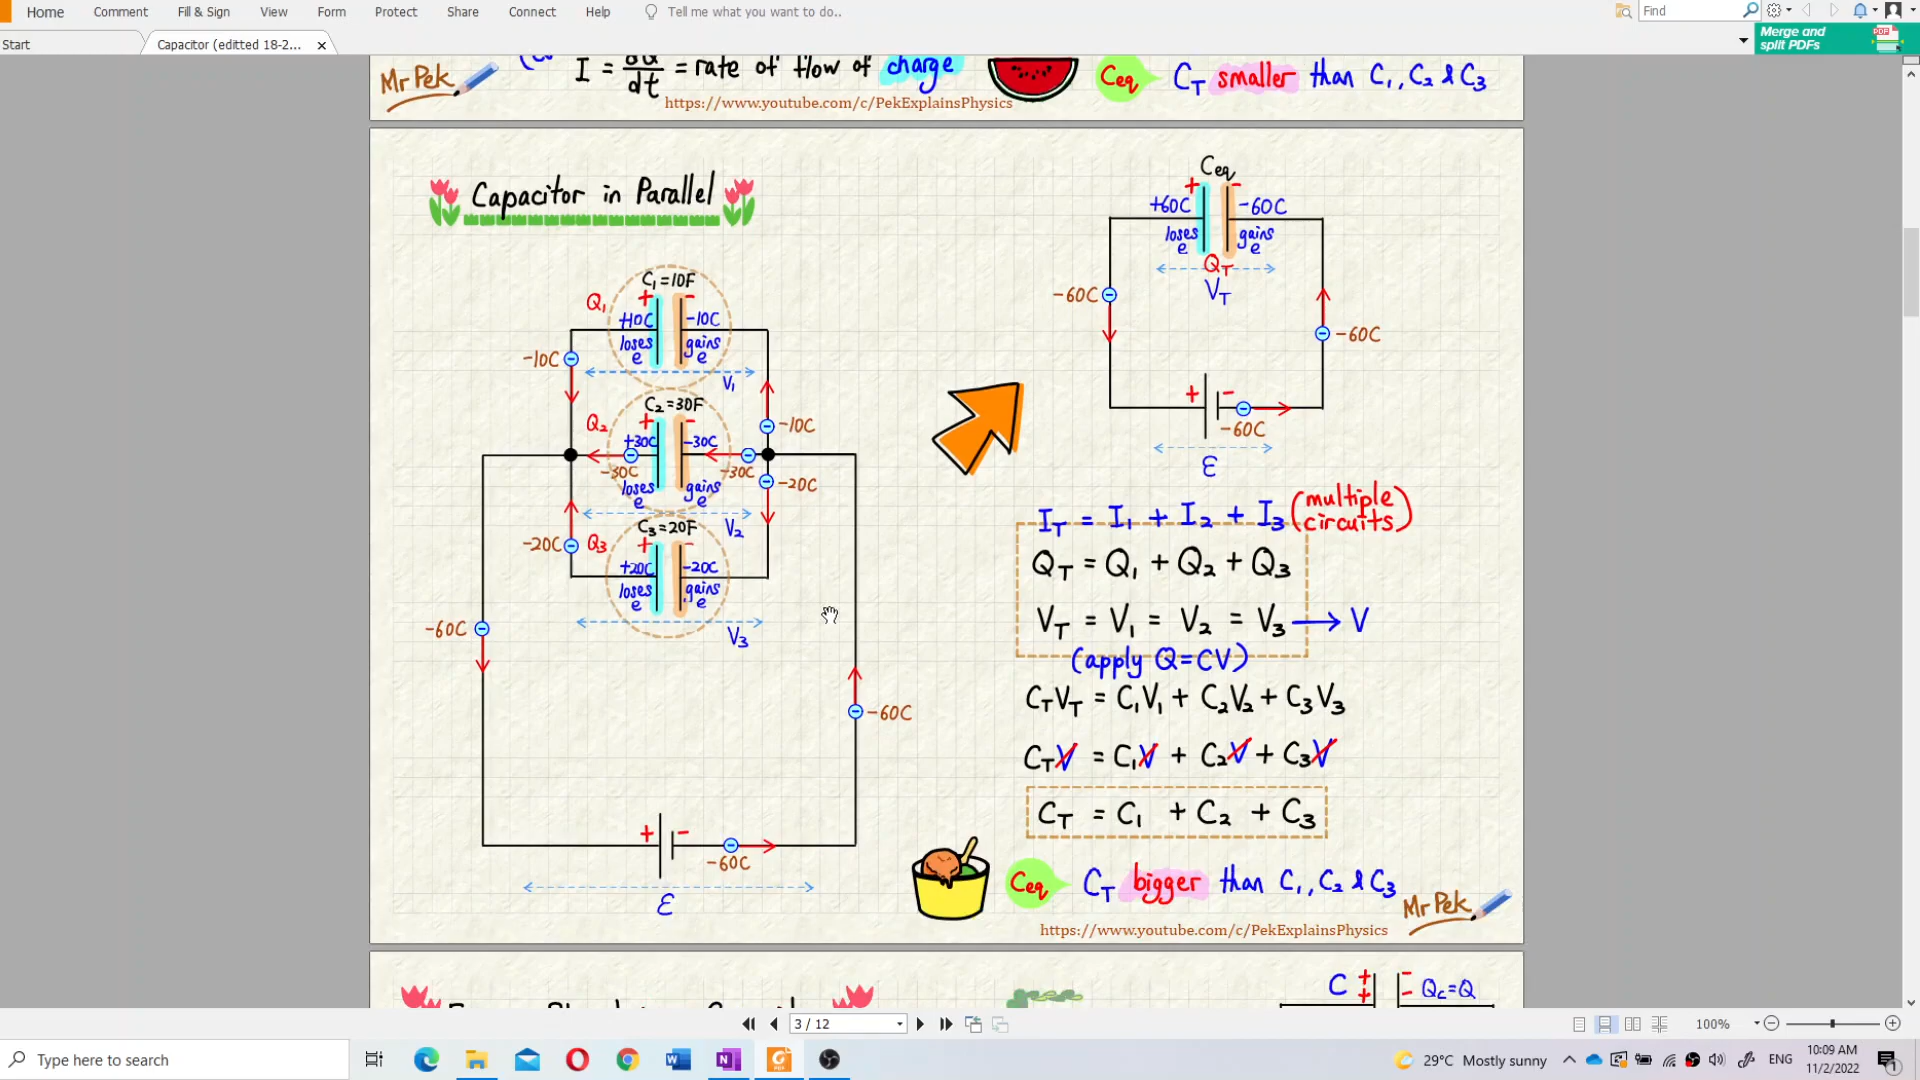 Home Comment Fill & Sign View Form Protect Share Connect Help Tell me what you want to do.. Find
Start Capacitor (editted 18-2... × Merge and split PDFs
Mr Pek
I = dQ/dt = rate of flow of charge
https://www.youtube.com/c/PekExplainsPhysics
Ceq CT smaller than C1, C2 & C3
Capacitor in Parallel
C1 = 10F
Q1 + -
+10C -10C
loses e gains e
-10C
V1
C2 = 30F
Q2 + -
+30C -30C
-10C
-30C -30C
loses e gains e
-20C
V2
C3 = 20F
-20C Q3 + -
+20C -20C
loses e gains e
V3
-60C
-60C
+ -
-60C
ε
Ceq
+ -
+60C -60C
loses e gains e
QT
VT
-60C
-60C
+ -
-60C
ε
IT = I1 + I2 + I3 (multiple circuits)
QT = Q1 + Q2 + Q3
VT = V1 = V2 = V3 → V
(apply Q=CV)
CTVT = C1V1 + C2V2 + C3V3
CTV = C1V + C2V + C3V
CT = C1 + C2 + C3
Ceq CT bigger than C1, C2 & C3
Mr Pek
https://www.youtube.com/c/PekExplainsPhysics
C + + - - Qc=Q
3 / 12
100%
Type here to search
29°C Mostly sunny
ENG
10:09 AM
11/2/2022
1